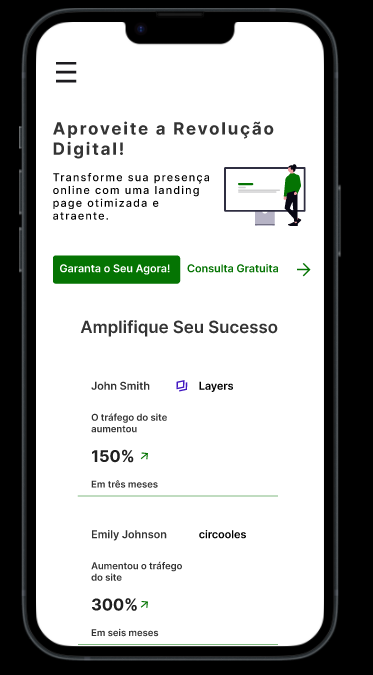 Aproveite a Revolução
Digital!
Transforme sua presença
online com uma landing
page otimizada e
atraente.
Garanta o Seu Agora! Consulta Gratuita
Amplifique Seu Sucesso
John Smith Layers
O tráfego do site
aumentou
150%
Em três meses
Emily Johnson circooles
Aumentou o tráfego
do site
300%
Em seis meses